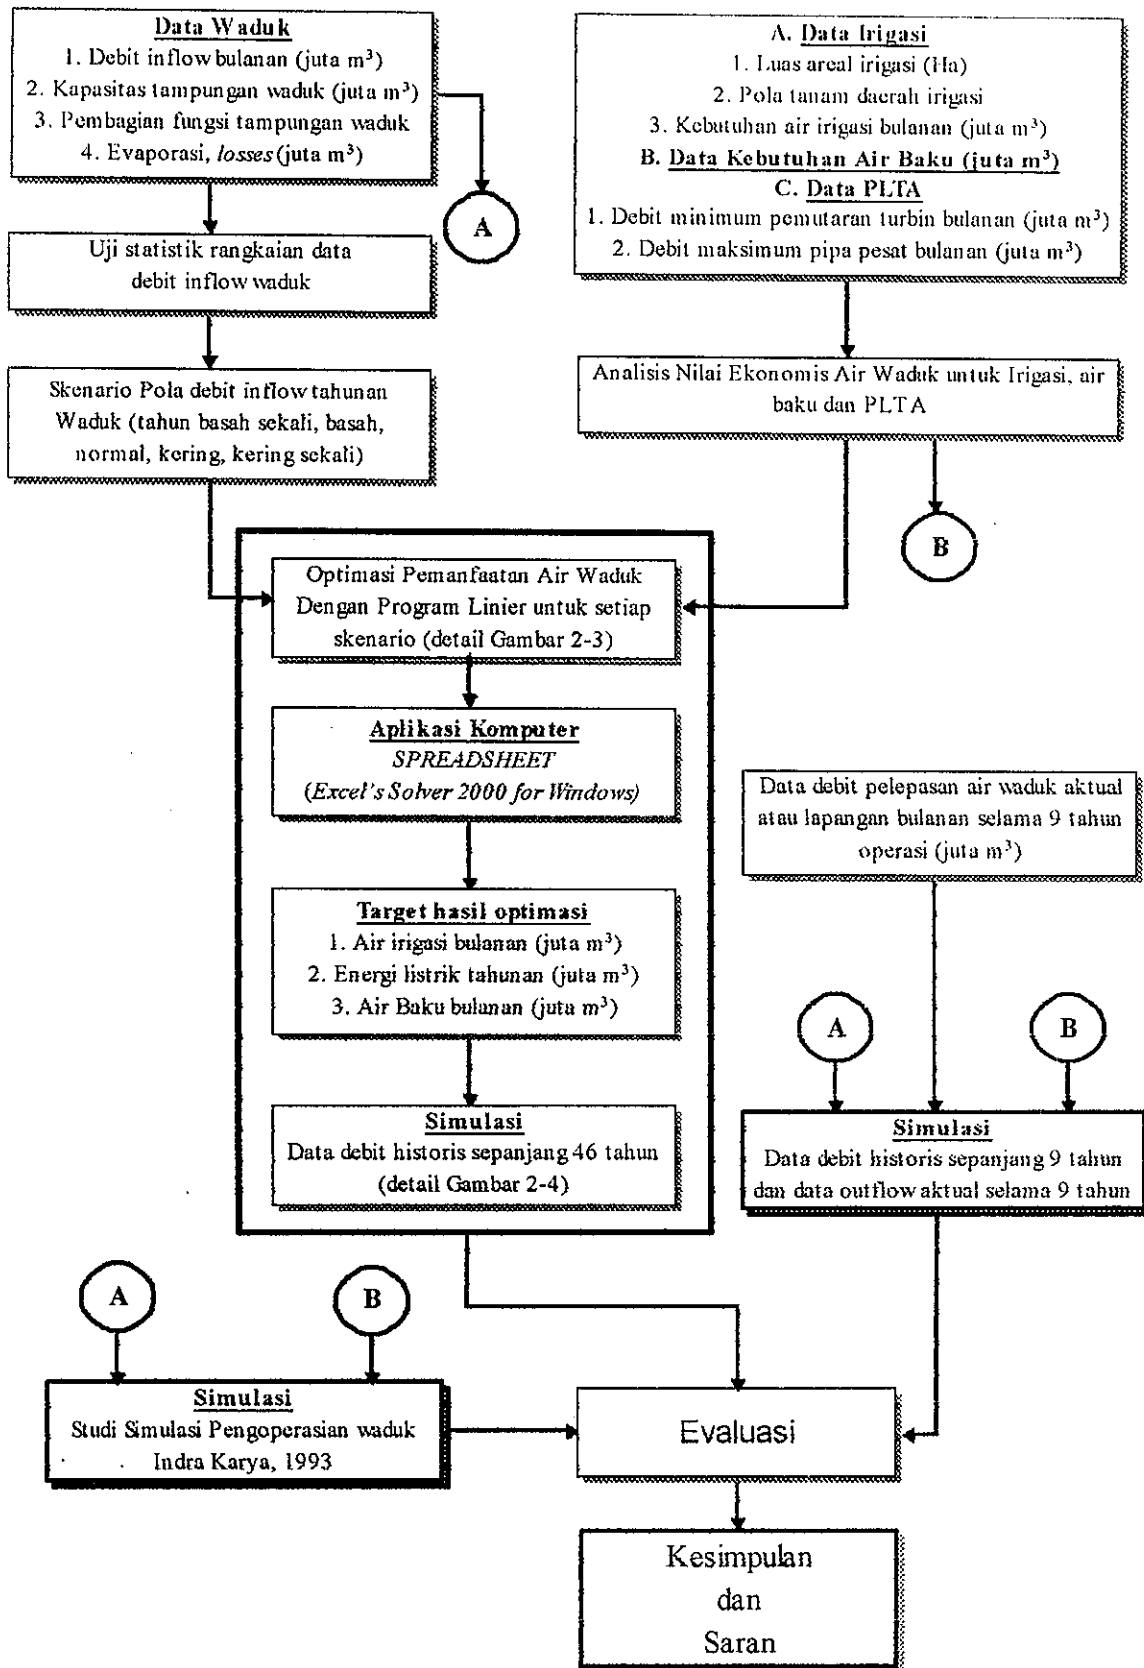 Data Waduk
1. Debit inflow bulanan (juta m³)
2. Kapasitas tampungan waduk (juta m³)
3. Pembagian fungsi tampungan waduk
4. Evaporasi, losses (juta m³)
A
Uji statistik rangkaian data
debit inflow waduk
Skenario Pola debit inflow tahunan
Waduk (tahun basah sekali, basah,
normal, kering, kering sekali)
A. Data Irigasi
1. Luas areal irigasi (Ha)
2. Pola tanam daerah irigasi
3. Kebutuhan air irigasi bulanan (juta m³)
B. Data Kebutuhan Air Baku (juta m³)
C. Data PLTA
1. Debit minimum pemutaran turbin bulanan (juta m³)
2. Debit maksimum pipa pesat bulanan (juta m³)
Analisis Nilai Ekonomis Air Waduk untuk Irigasi, air
baku dan PLTA
B
Optimasi Pemanfaatan Air Waduk
Dengan Program Linier untuk setiap
skenario (detail Gambar 2-3)
Aplikasi Komputer
SPREADSHEET
(Excel's Solver 2000 for Windows)
Target hasil optimasi
1. Air irigasi bulanan (juta m³)
2. Energi listrik tahunan (juta m³)
3. Air Baku bulanan (juta m³)
Simulasi
Data debit historis sepanjang 46 tahun
(detail Gambar 2-4)
Data debit pelepasan air waduk aktual
atau lapangan bulanan selama 9 tahun
operasi (juta m³)
A
B
Simulasi
Data debit historis sepanjang 9 tahun
dan data outflow aktual selama 9 tahun
A
B
Simulasi
Studi Simulasi Pengoperasian waduk
Indra Karya, 1993
Evaluasi
Kesimpulan
dan
Saran